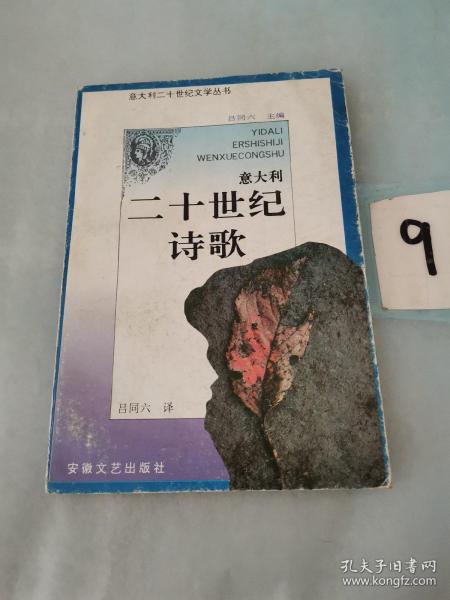 意大利二十世纪文学丛书
吕同六 主编
YIDALI
ERSHISHIJI
WENXUECONGSHU
意大利
二十世纪
诗歌
吕同六 译
安徽文艺出版社
9
孔夫子旧书网
www.kongfz.com